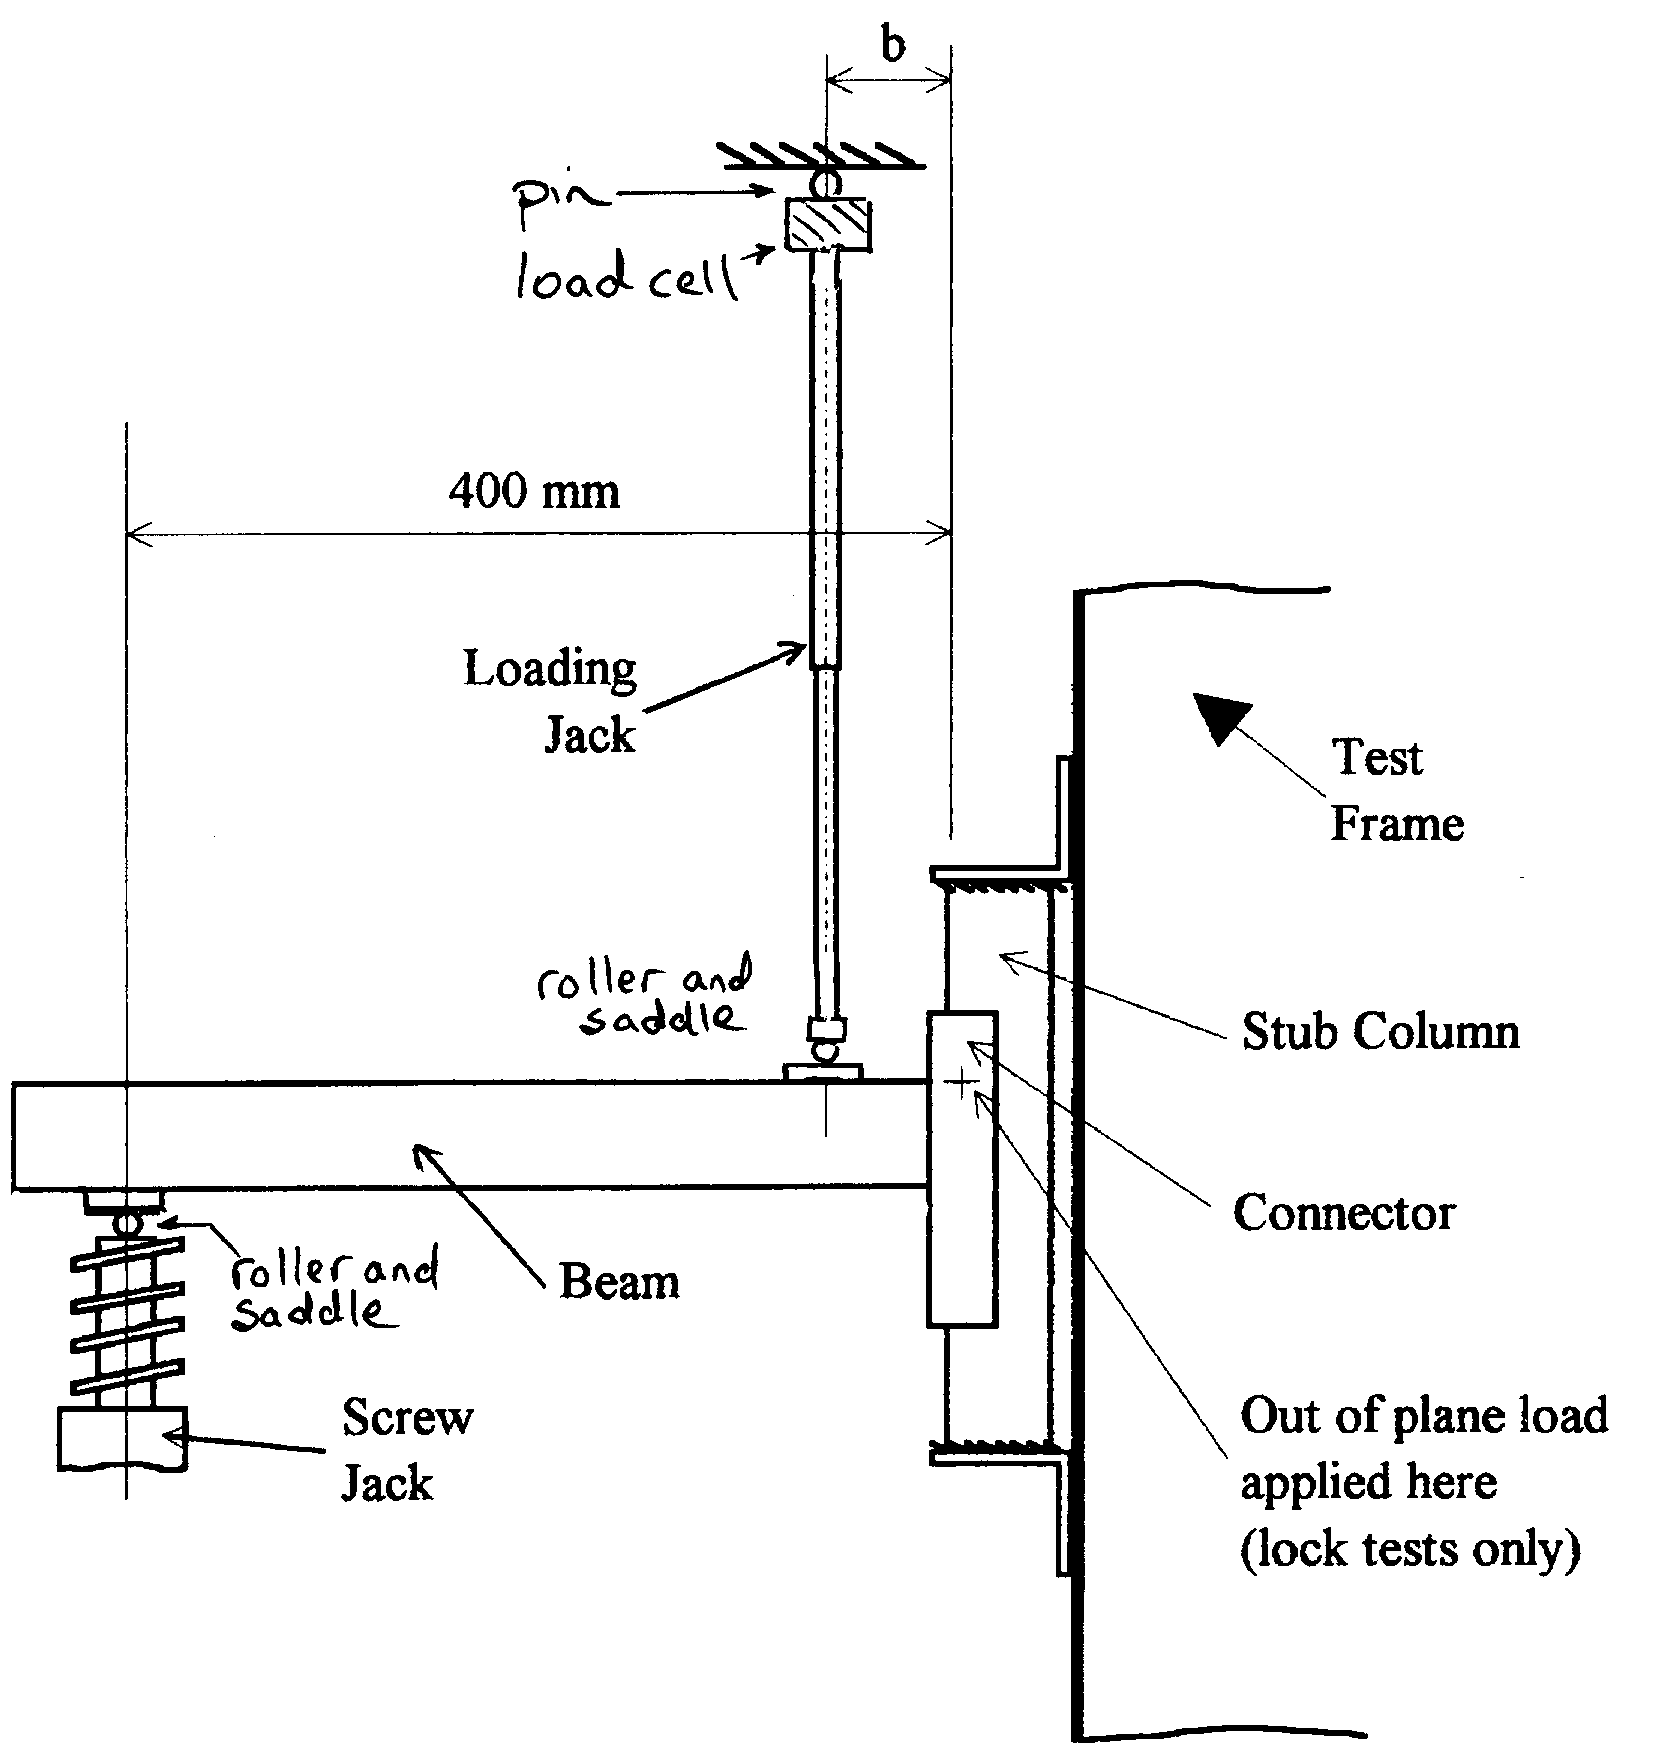 b
pin
load cell
400 mm
Loading
Jack
Test
Frame
roller and
saddle
Stub Column
Connector
roller and
saddle
Beam
Screw
Jack
Out of plane load
applied here
(lock tests only)